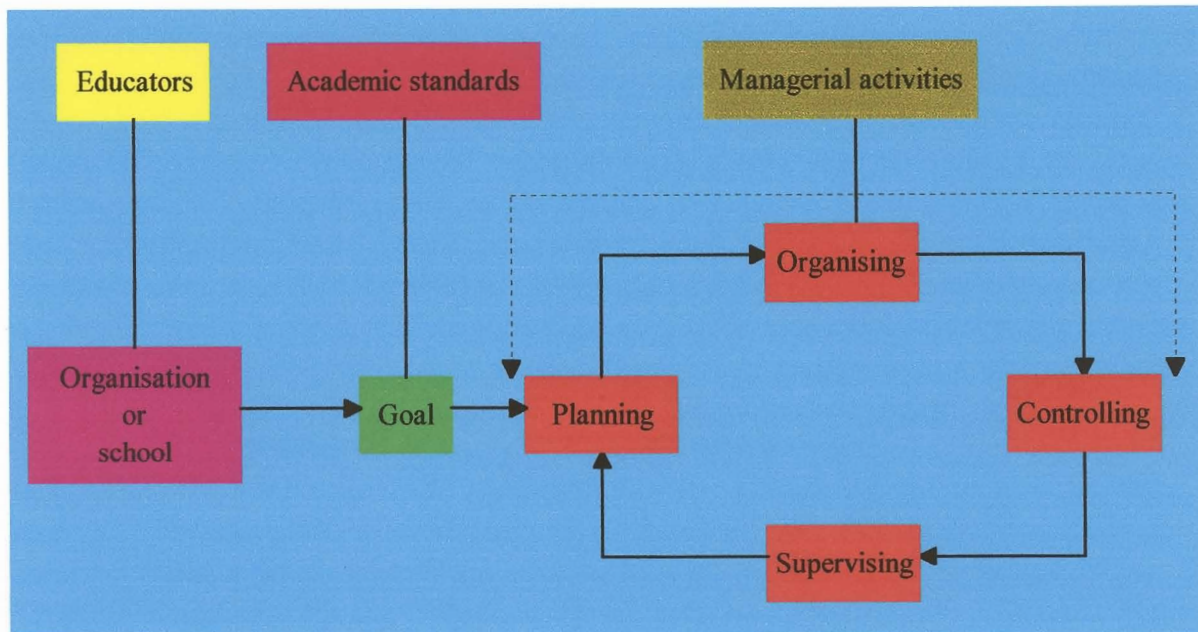 Educators
Academic standards
Managerial activities
Organising
Organisation
or
school
Goal
Planning
Controlling
Supervising